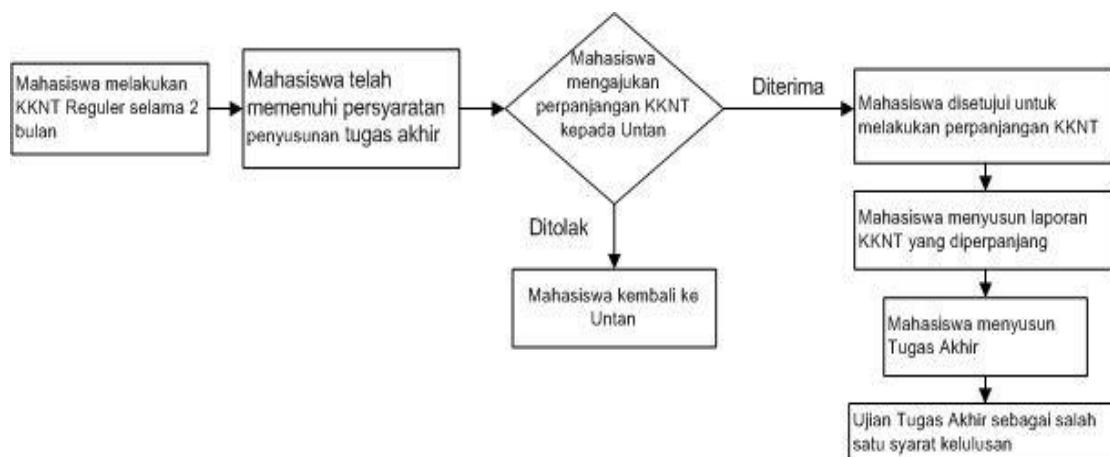 Mahasiswa melakukan
KKNT Reguler selama 2
bulan
Mahasiswa telah
memenuhi persyaratan
penyusunan tugas akhir
Mahasiswa
mengajukan
perpanjangan KKNT
kepada Untan
Diterima
Mahasiswa disetujui untuk
melakukan perpanjangan KKNT
Ditolak
Mahasiswa kembali ke
Untan
Mahasiswa menyusun laporan
KKNT yang diperpanjang
Mahasiswa menyusun
Tugas Akhir
Ujian Tugas Akhir sebagai salah
satu syarat kelulusan